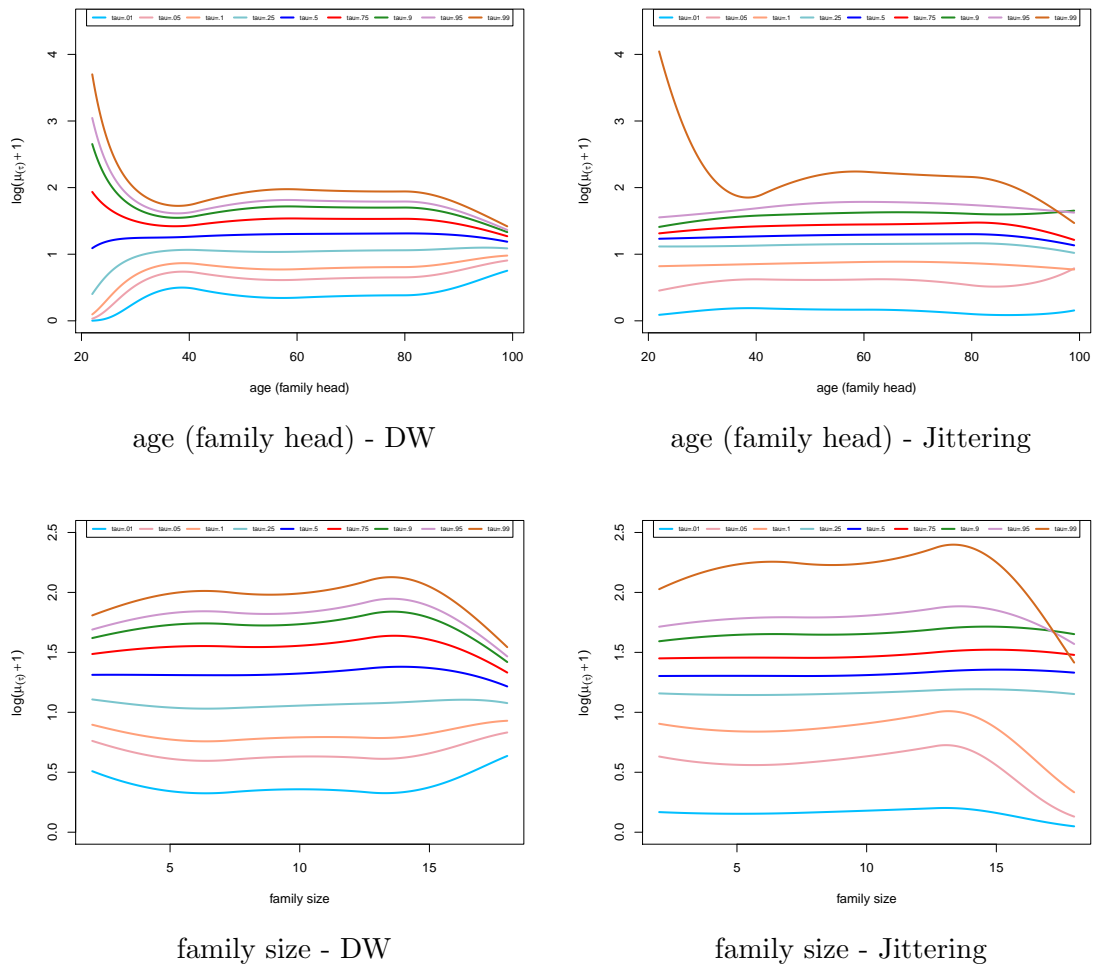 tau=.01 tau=.05 tau=.1 tau=.25 tau=.5 tau=.75 tau=.9 tau=.95 tau=.99
log(μ(τ) + 1)
0 1 2 3 4
20 40 60 80 100
age (family head)
age (family head) - DW
tau=.01 tau=.05 tau=.1 tau=.25 tau=.5 tau=.75 tau=.9 tau=.95 tau=.99
log(μ(τ) + 1)
0 1 2 3 4
20 40 60 80 100
age (family head)
age (family head) - Jittering
tau=.01 tau=.05 tau=.1 tau=.25 tau=.5 tau=.75 tau=.9 tau=.95 tau=.99
log(μ(τ) + 1)
0.0 0.5 1.0 1.5 2.0 2.5
5 10 15
family size
family size - DW
tau=.01 tau=.05 tau=.1 tau=.25 tau=.5 tau=.75 tau=.9 tau=.95 tau=.99
log(μ(τ) + 1)
0.0 0.5 1.0 1.5 2.0 2.5
5 10 15
family size
family size - Jittering